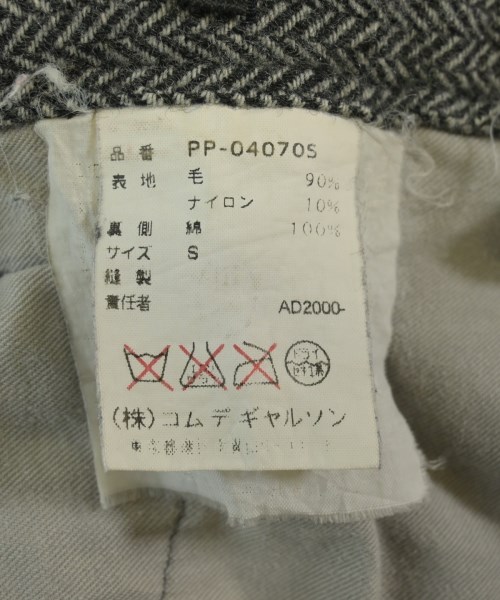 品番 PP-04070S
表地 毛 90%
ナイロン 10%
裏側 綿 100%
サイズ S
縫製
責任者 AD2000-
ドライ
(株)コムデギャルソン